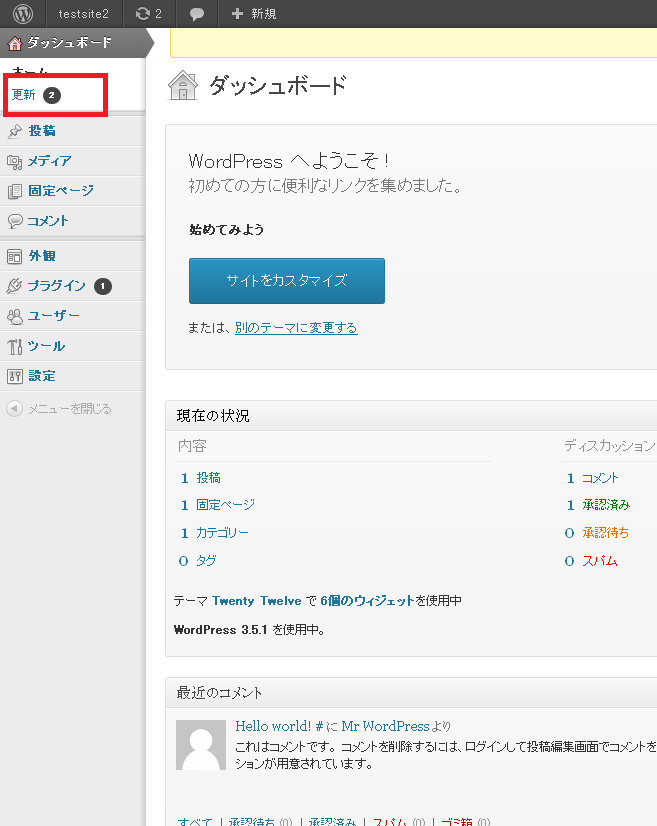 testsite2 2 + 新規
ダッシュボード
ホーム
更新 2
投稿
メディア
固定ページ
コメント
外観
プラグイン 1
ユーザー
ツール
設定
メニューを閉じる
ダッシュボード
WordPress へようこそ !
初めての方に便利なリンクを集めました。
始めてみよう
サイトをカスタマイズ
または、別のテーマに変更する
現在の状況
内容 ディスカッション
1 投稿 1 コメント
1 固定ページ 1 承認済み
1 カテゴリー 0 承認待ち
0 タグ 0 スパム
テーマ Twenty Twelve で 6個のウィジェットを使用中
WordPress 3.5.1 を使用中。
最近のコメント
Hello world! # に Mr WordPress より
これはコメントです。 コメントを削除するには、ログインして投稿編集画面でコメントを
ションが用意されています。
すべて | 承認待ち (0) | 承認済み | スパム (0) | ゴミ箱 (0)